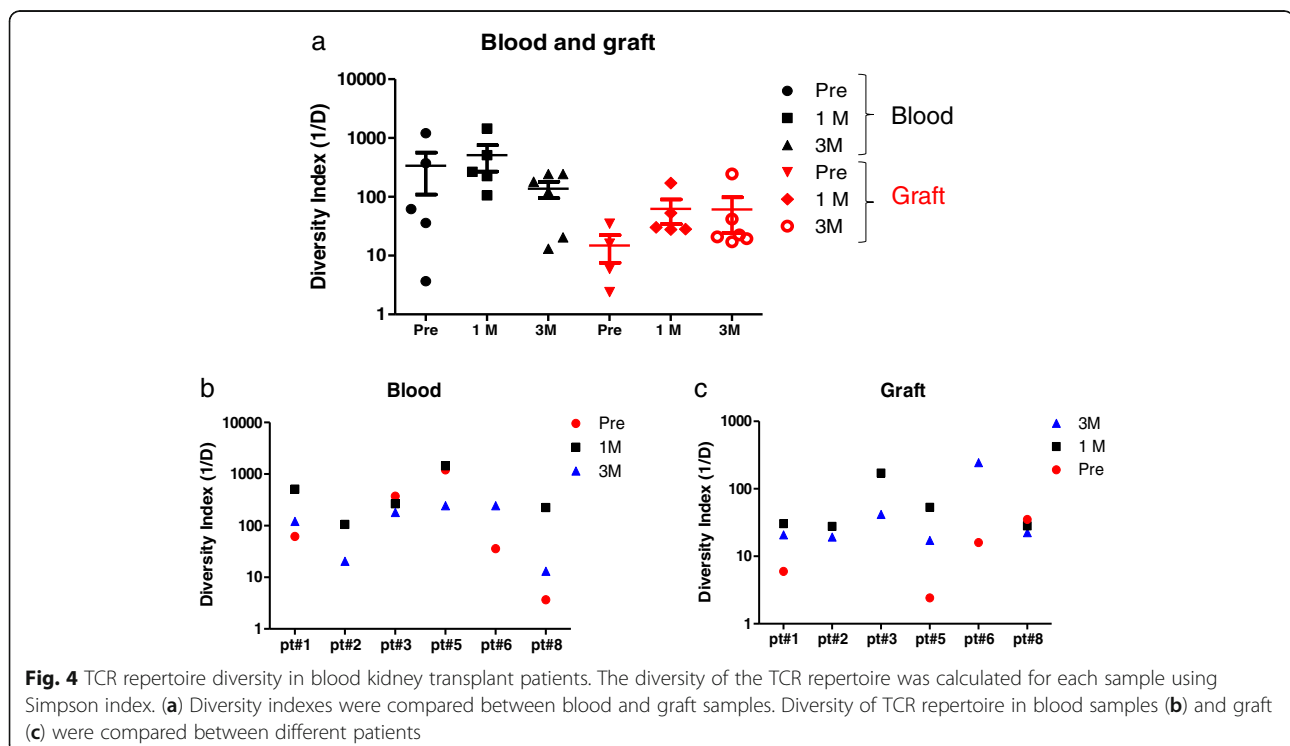 a
Blood and graft
Diversity Index (1/D)
10000
1000
100
10
1
Pre
1 M
3M
Pre
1 M
3M
Pre
1 M
3M
Blood
Pre
1 M
3M
Graft
b
Blood
Diversity Index (1/D)
10000
1000
100
10
1
pt#1
pt#2
pt#3
pt#5
pt#6
pt#8
Pre
1M
3M
c
Graft
Diversity Index (1/D)
1000
100
10
1
pt#1
pt#2
pt#3
pt#5
pt#6
pt#8
3M
1 M
Pre
Fig. 4 TCR repertoire diversity in blood kidney transplant patients. The diversity of the TCR repertoire was calculated for each sample using
Simpson index. (a) Diversity indexes were compared between blood and graft samples. Diversity of TCR repertoire in blood samples (b) and graft
(c) were compared between different patients